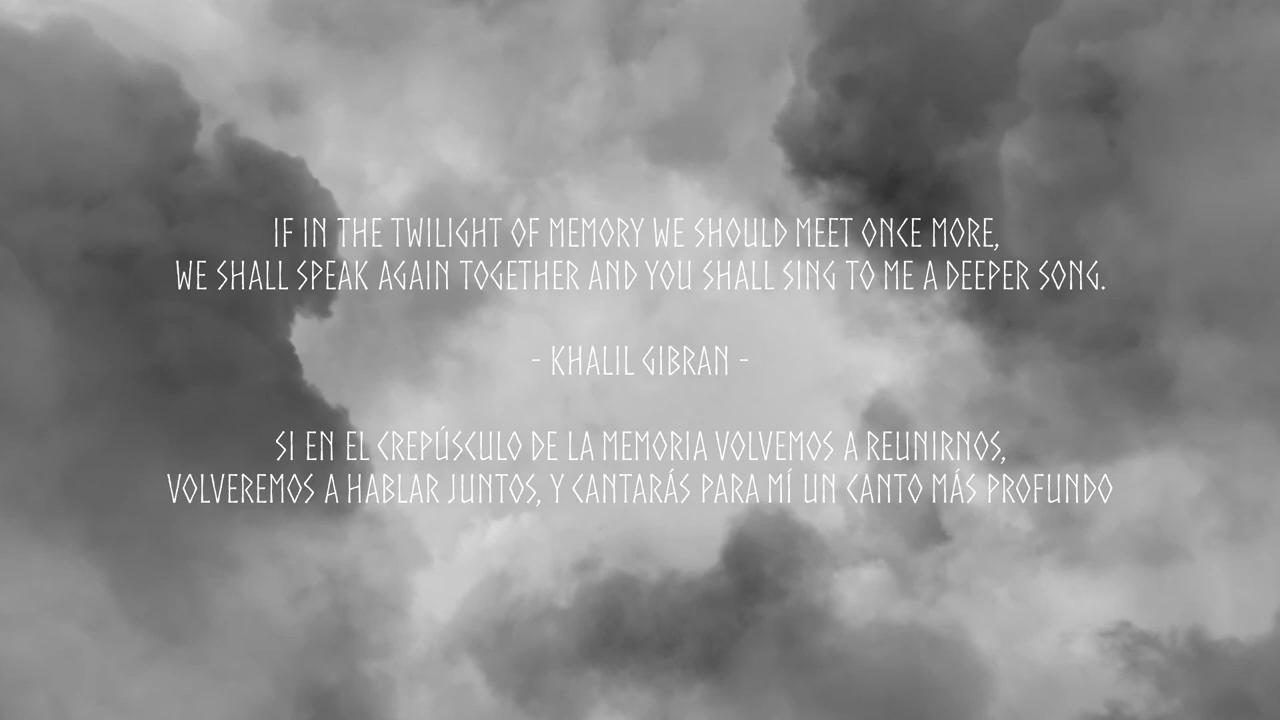 IF IN THE TWILIGHT OF MEMORY WE SHOULD MEET ONCE MORE,
WE SHALL SPEAK AGAIN TOGETHER AND YOU SHALL SING TO ME A DEEPER SONG.
- KHALIL GIBRAN -
SI EN EL CREPÚSCULO DE LA MEMORIA VOLVEMOS A REUNIRNOS,
VOLVEREMOS A HABLAR JUNTOS, Y CANTARÁS PARA MÍ UN CANTO MÁS PROFUNDO